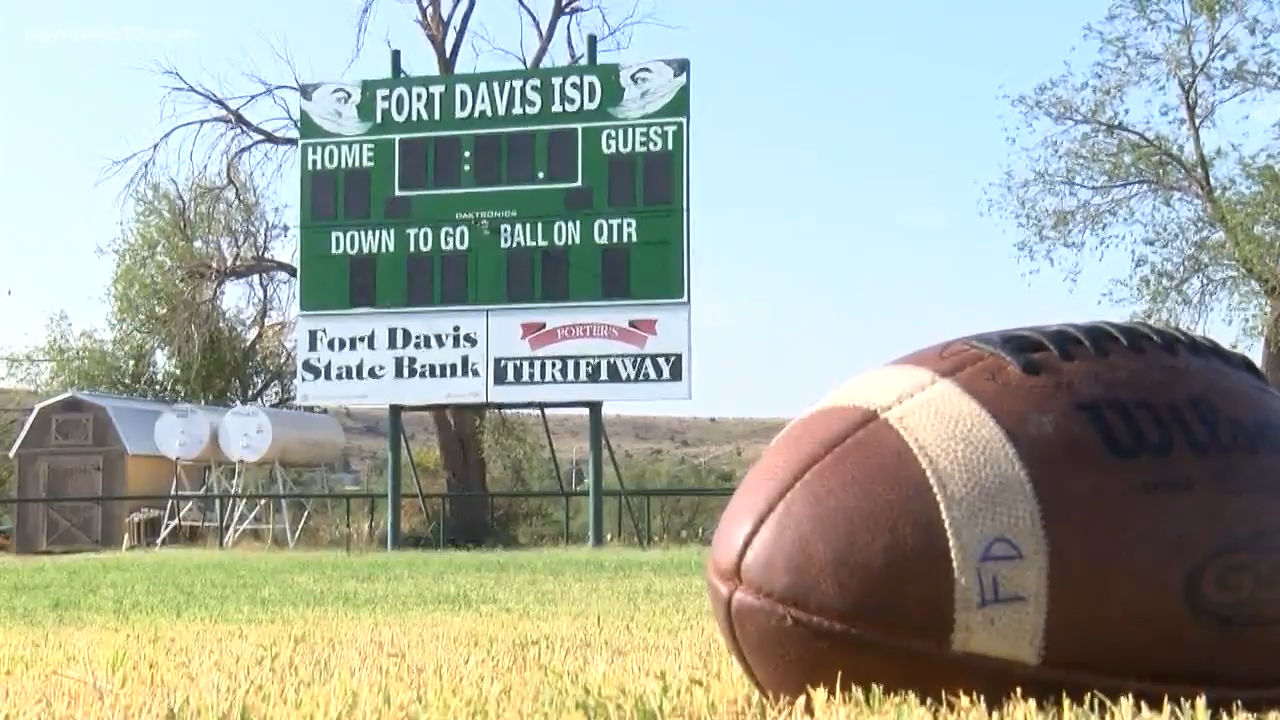 FORT DAVIS ISD
HOME
:
.
GUEST
DAKTRONICS
DOWN TO GO BALL ON QTR
Fort Davis
State Bank
PORTER'S
THRIFTWAY
Wils
FD